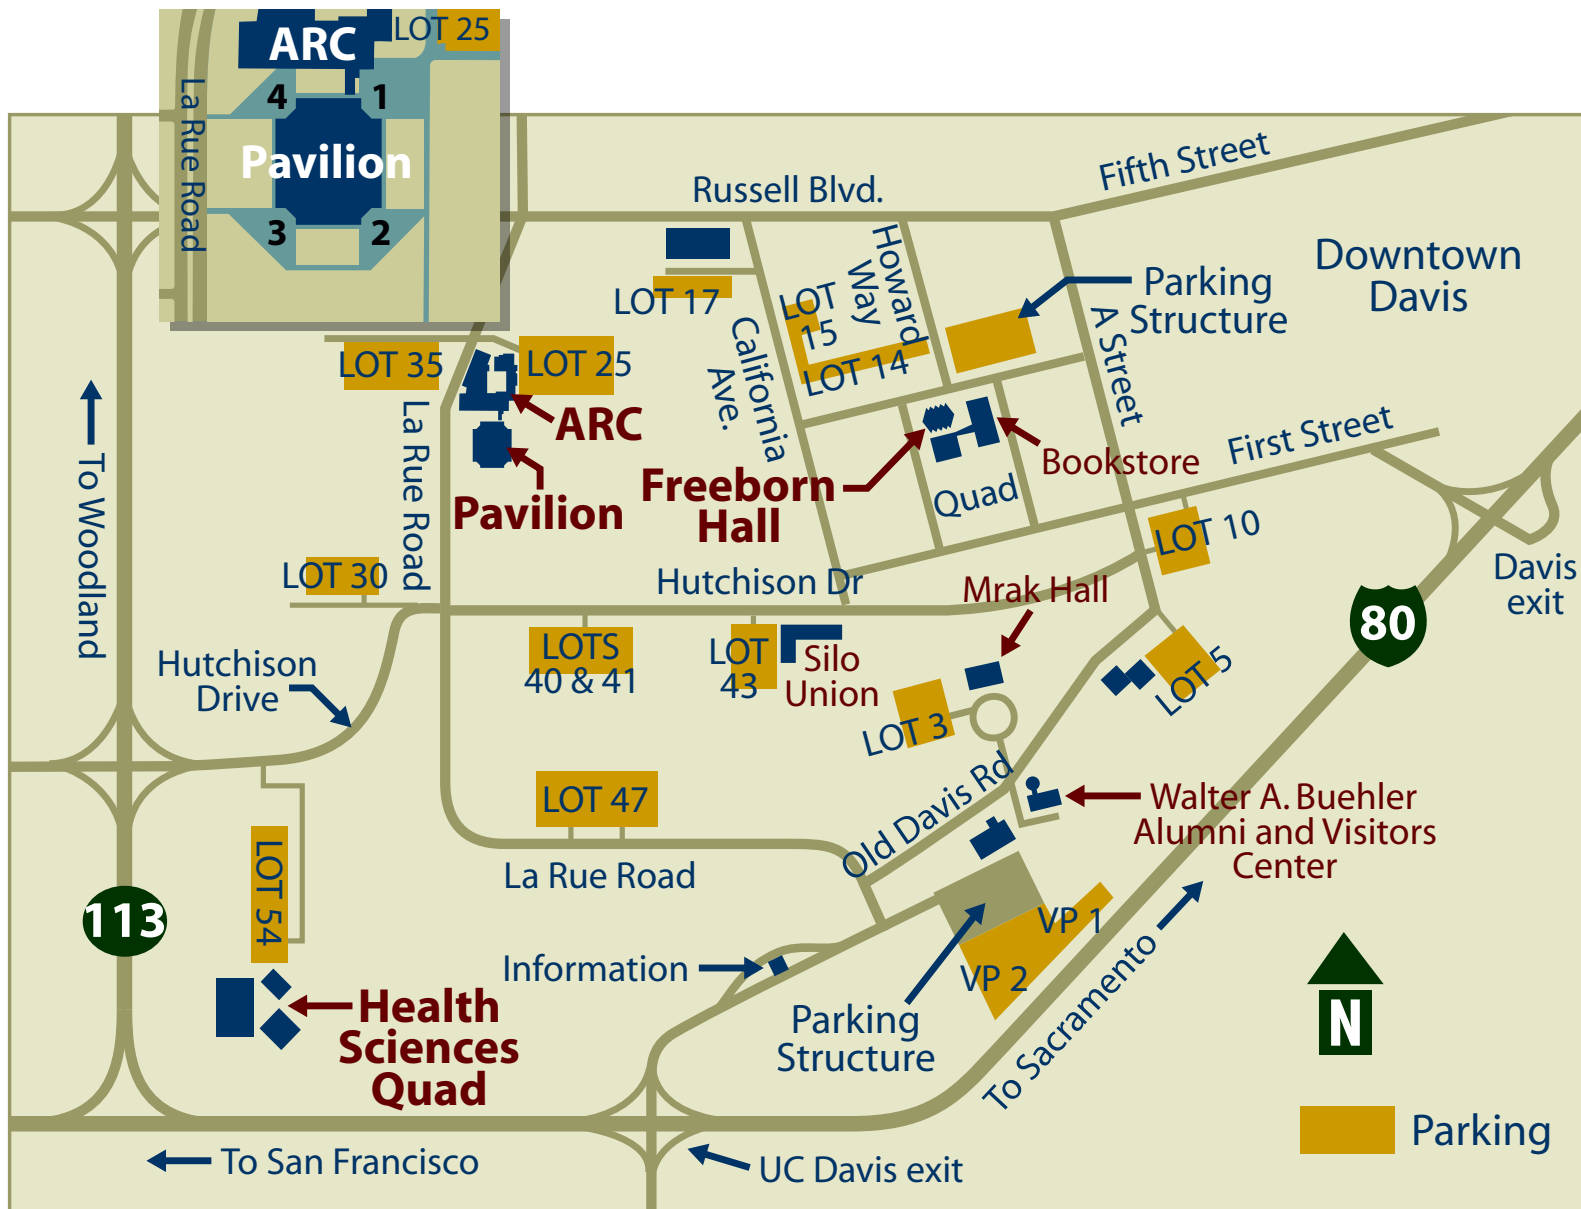 ARC
LOT 25
4
1
La Rue Road
Pavilion
3
2
Fifth Street
Russell Blvd.
Howard
Way
Downtown
Davis
Parking
Structure
LOT 17
LOT
15
LOT 14
California
Ave.
A Street
LOT 35
LOT 25
ARC
La Rue Road
First Street
Bookstore
Freeborn
Hall
Quad
Pavilion
To Woodland
LOT 10
LOT 30
Hutchison Dr
Mrak Hall
Davis
exit
80
Hutchison
Drive
LOTS
40 & 41
LOT
43
Silo
Union
LOT 5
LOT 3
LOT 47
Old Davis Rd
Walter A. Buehler
Alumni and Visitors
Center
La Rue Road
LOT 54
113
VP 1
VP 2
Information
Health
Sciences
Quad
Parking
Structure
To Sacramento
N
Parking
To San Francisco
UC Davis exit